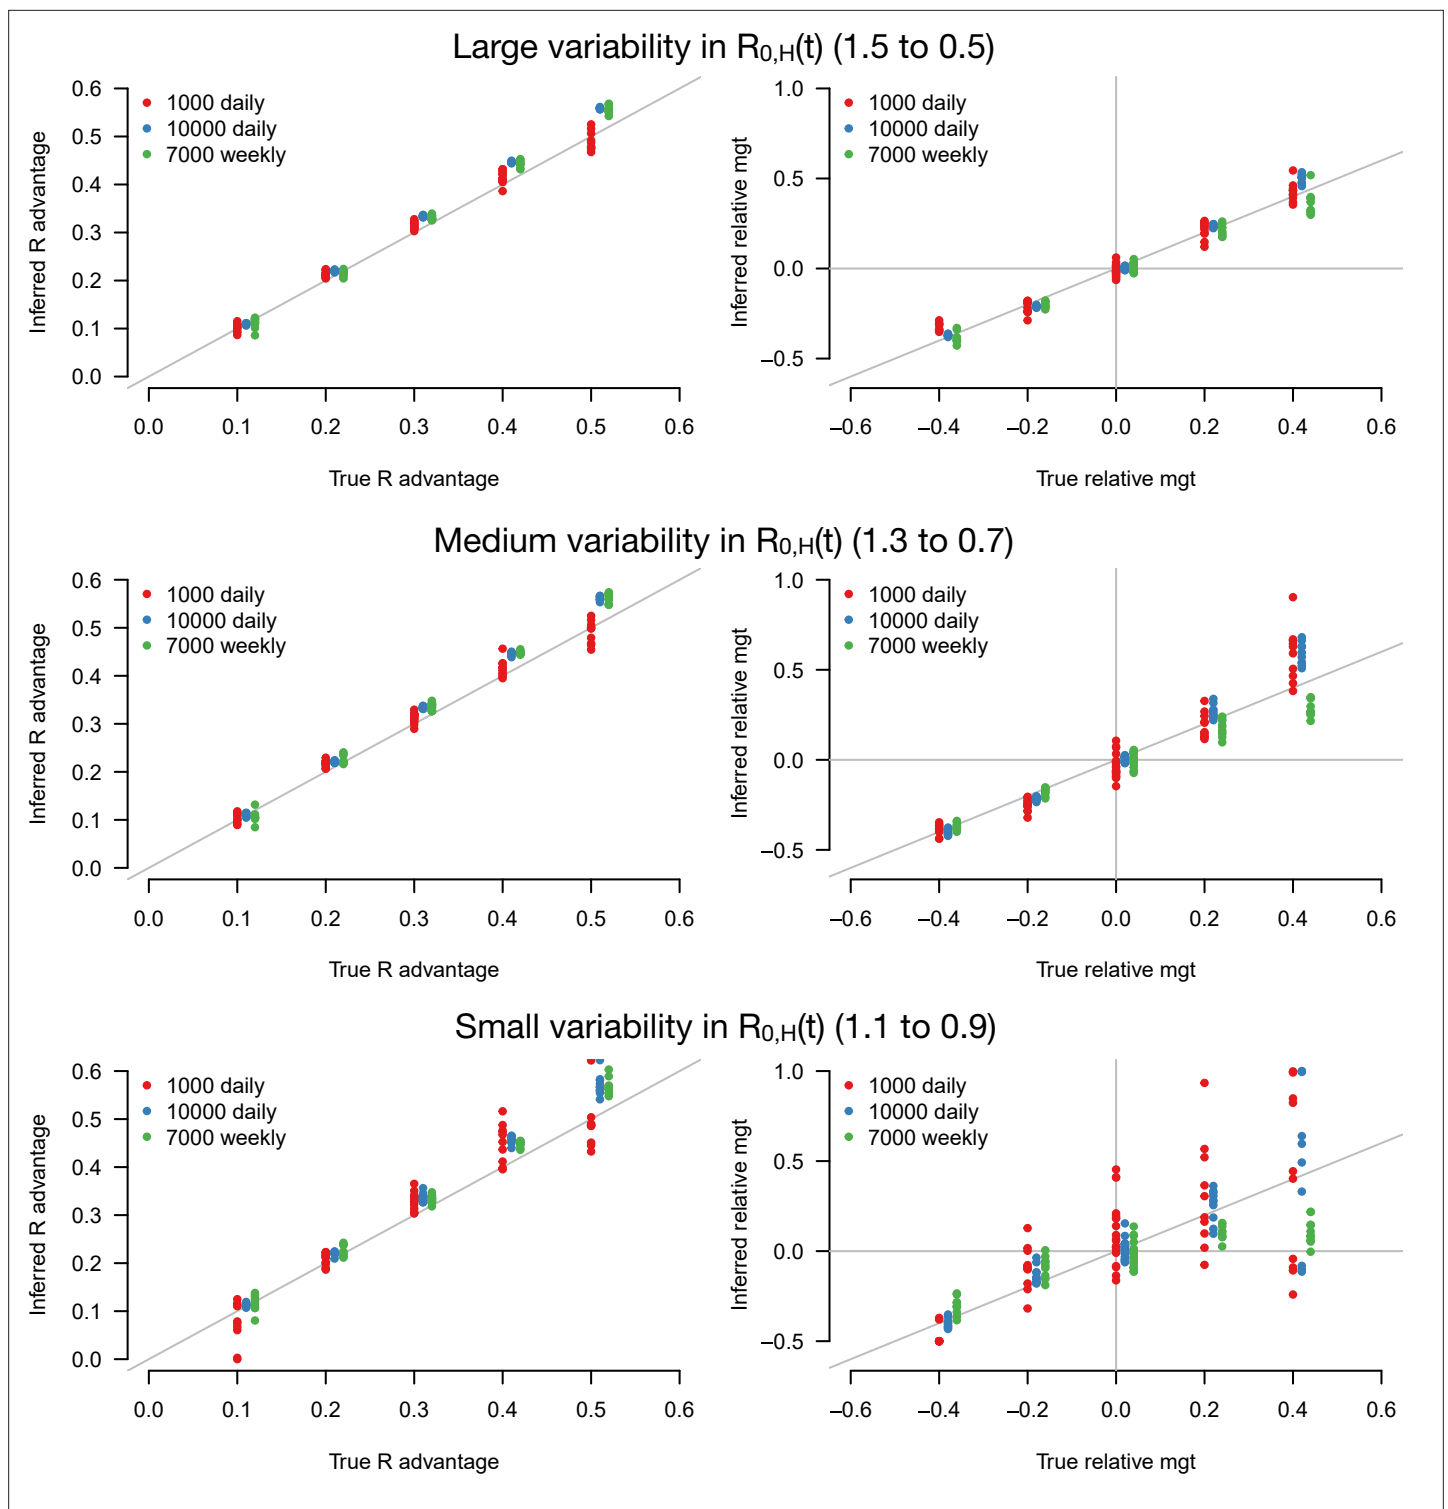 Large variability in R0,H(t) (1.5 to 0.5)
1000 daily
10000 daily
7000 weekly
Inferred R advantage
0.6
0.5
0.4
0.3
0.2
0.1
0.0
0.0 0.1 0.2 0.3 0.4 0.5 0.6
True R advantage
1000 daily
10000 daily
7000 weekly
Inferred relative mgt
1.0
0.5
0.0
–0.5
–0.6 –0.4 –0.2 0.0 0.2 0.4 0.6
True relative mgt
Medium variability in R0,H(t) (1.3 to 0.7)
1000 daily
10000 daily
7000 weekly
Inferred R advantage
0.6
0.5
0.4
0.3
0.2
0.1
0.0
0.0 0.1 0.2 0.3 0.4 0.5 0.6
True R advantage
1000 daily
10000 daily
7000 weekly
Inferred relative mgt
1.0
0.5
0.0
–0.5
–0.6 –0.4 –0.2 0.0 0.2 0.4 0.6
True relative mgt
Small variability in R0,H(t) (1.1 to 0.9)
1000 daily
10000 daily
7000 weekly
Inferred R advantage
0.6
0.5
0.4
0.3
0.2
0.1
0.0
0.0 0.1 0.2 0.3 0.4 0.5 0.6
True R advantage
1000 daily
10000 daily
7000 weekly
Inferred relative mgt
1.0
0.5
0.0
–0.5
–0.6 –0.4 –0.2 0.0 0.2 0.4 0.6
True relative mgt